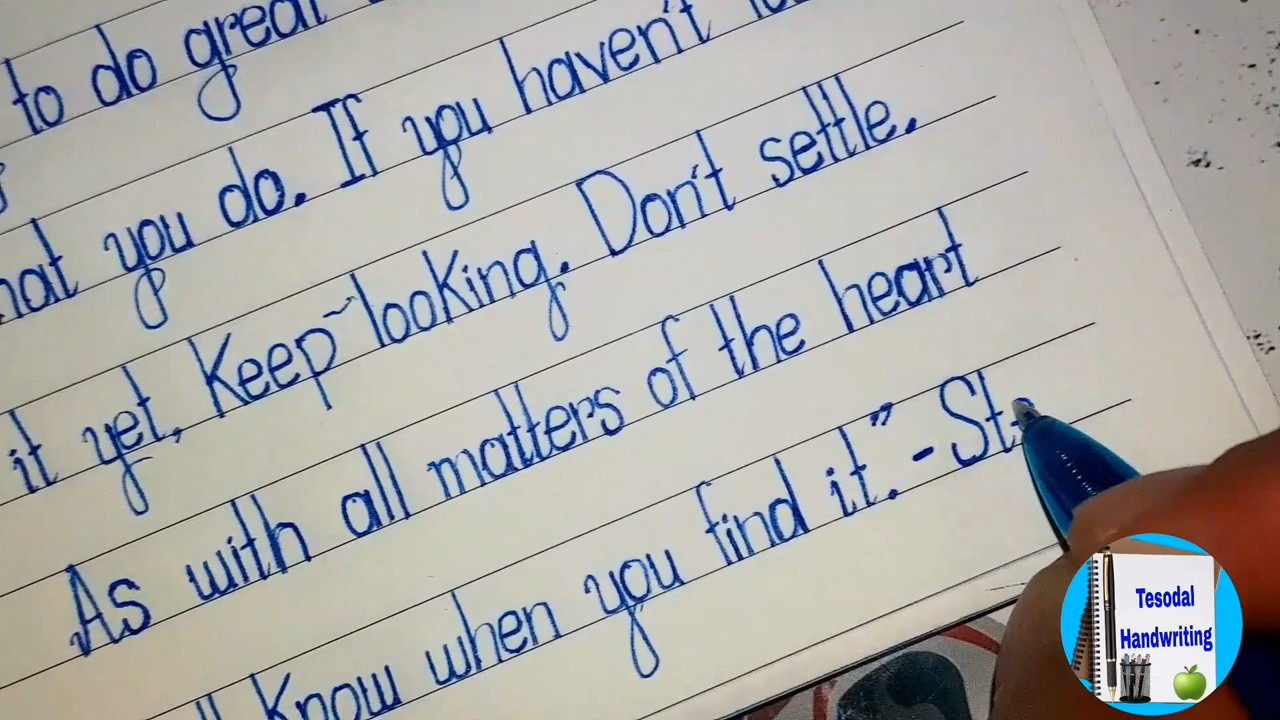 to do great
you do. If you haven't
it yet, Keep looking. Don't settle.
As with all matters of the heart
Know when you find it." - St
Tesodal
Handwriting